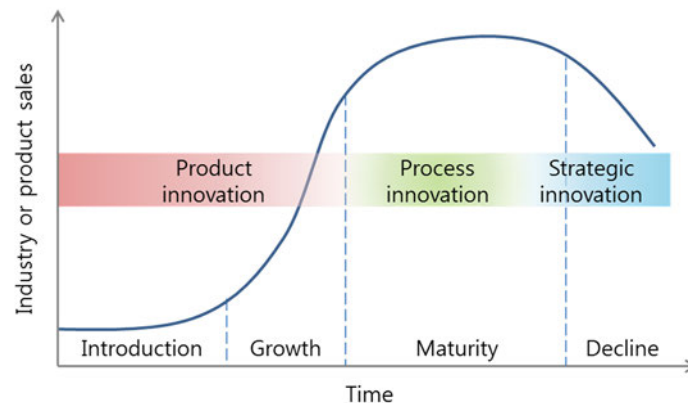 Industry or product sales
Product
innovation
Process
innovation
Strategic
innovation
Introduction
Growth
Maturity
Decline
Time